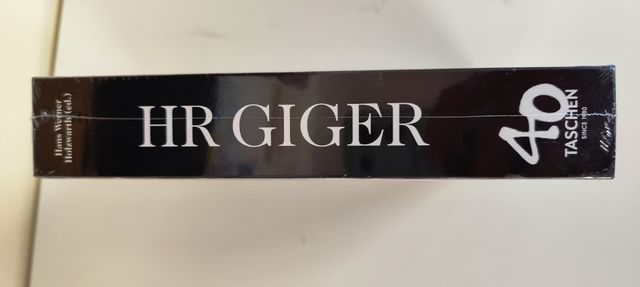 Hans Werner
Holzwarth (ed.)
HR GIGER
40
TASCHEN
SINCE 1980